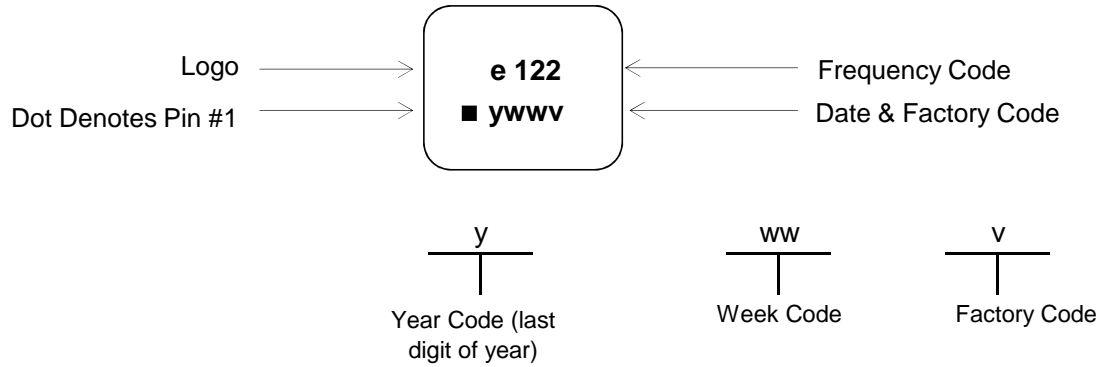 Logo
e 122
Frequency Code
Dot Denotes Pin #1
■ ywwv
Date & Factory Code
y
ww
v
Year Code (last
digit of year)
Week Code
Factory Code